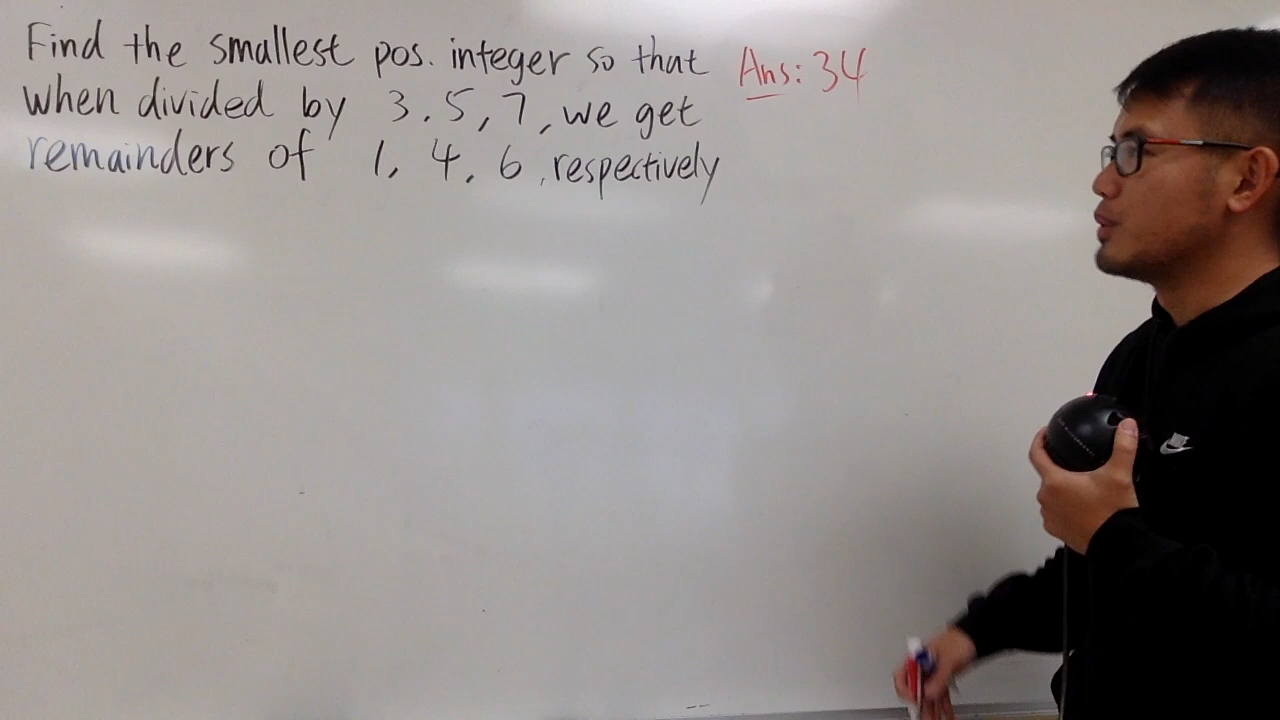 Find the smallest pos. integer so that Ans: 34
when divided by 3, 5, 7, we get
remainders of 1, 4, 6, respectively